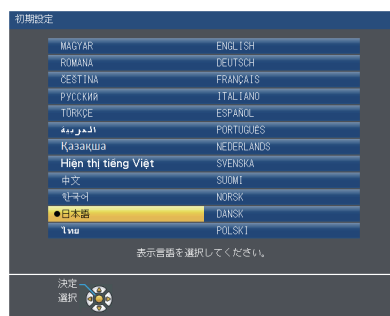 初期設定
MAGYAR ENGLISH
ROMÂNĂ DEUTSCH
ČEŠTINA FRANÇAIS
РУССКИЙ ITALIANO
TÜRKÇE ESPAÑOL
العربية PORTUGUÊS
Қазақша NEDERLANDS
Hiện thị tiếng Việt SVENSKA
中文 SUOMI
한국어 NORSK
●日本語 DANSK
ไทย POLSKI
表示言語を選択してください。
決定
選択